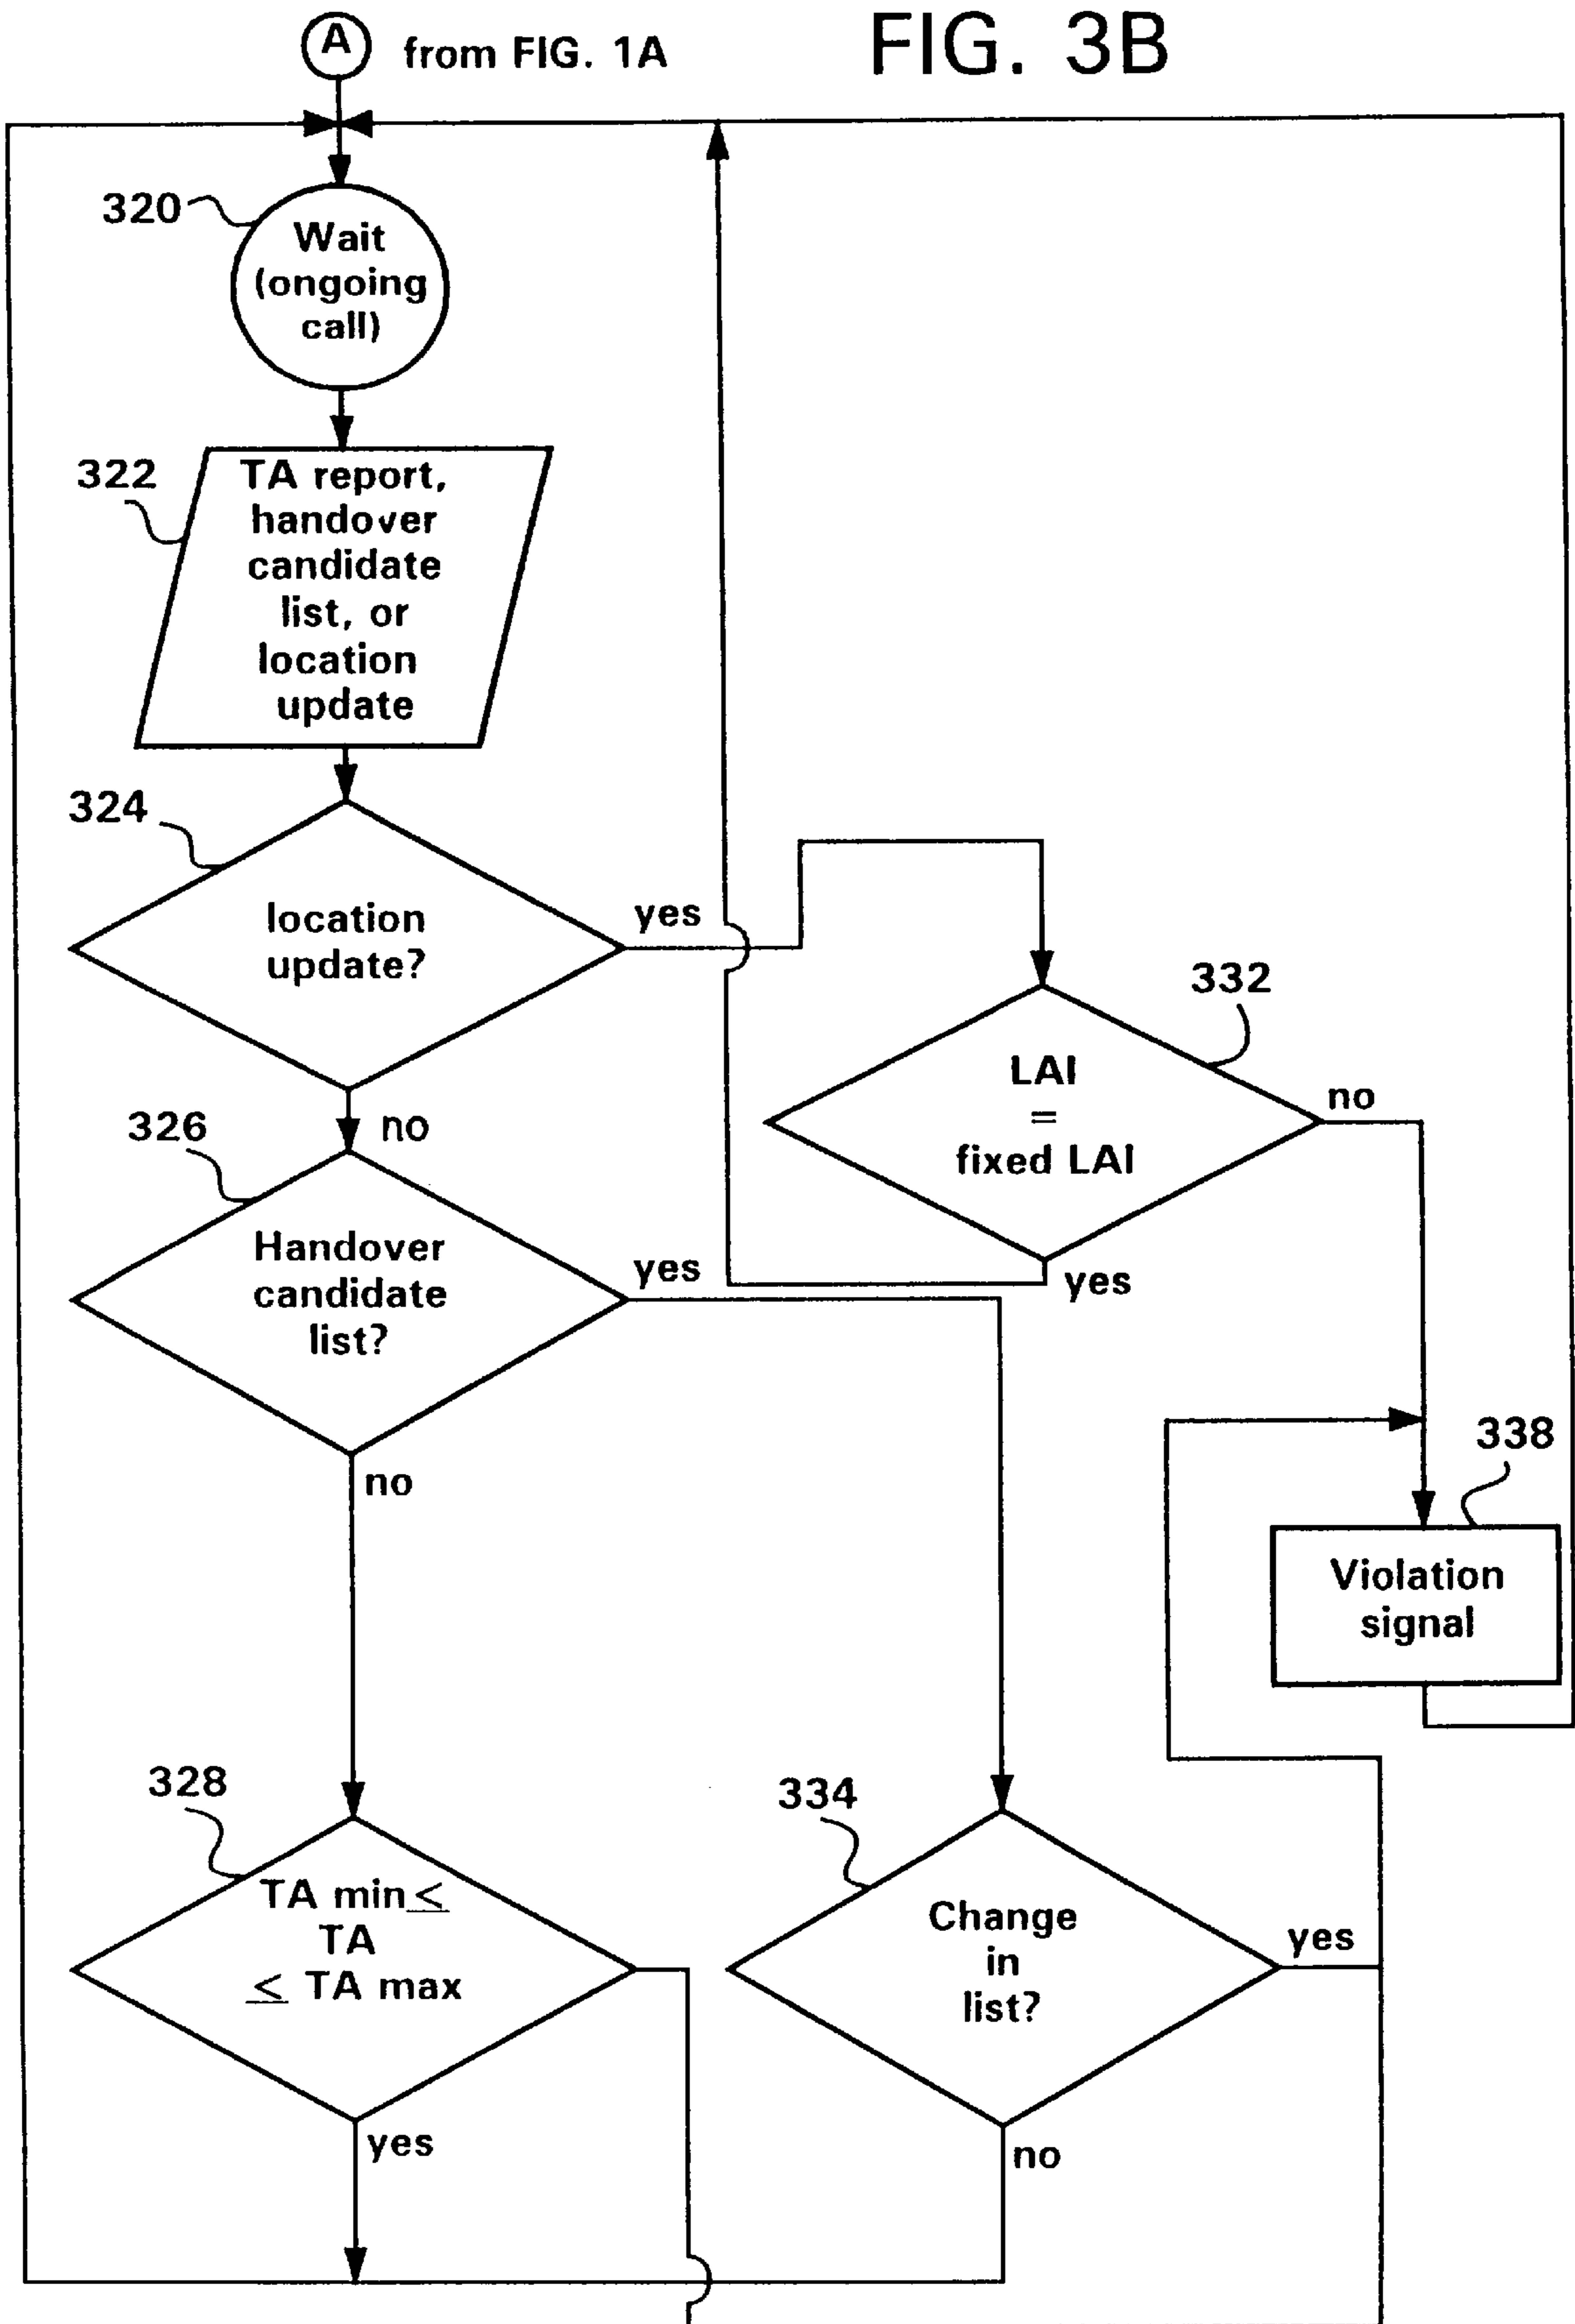 FIG. 3B
A
from FIG. 1A
320
Wait
(ongoing
call)
322
TA report,
handover
candidate
list, or
location
update
324
location
update?
yes
no
332
LAI
=
fixed LAI
no
yes
326
Handover
candidate
list?
yes
no
338
Violation
signal
328
TA min ≤
TA
≤ TA max
yes
334
Change
in
list?
yes
no